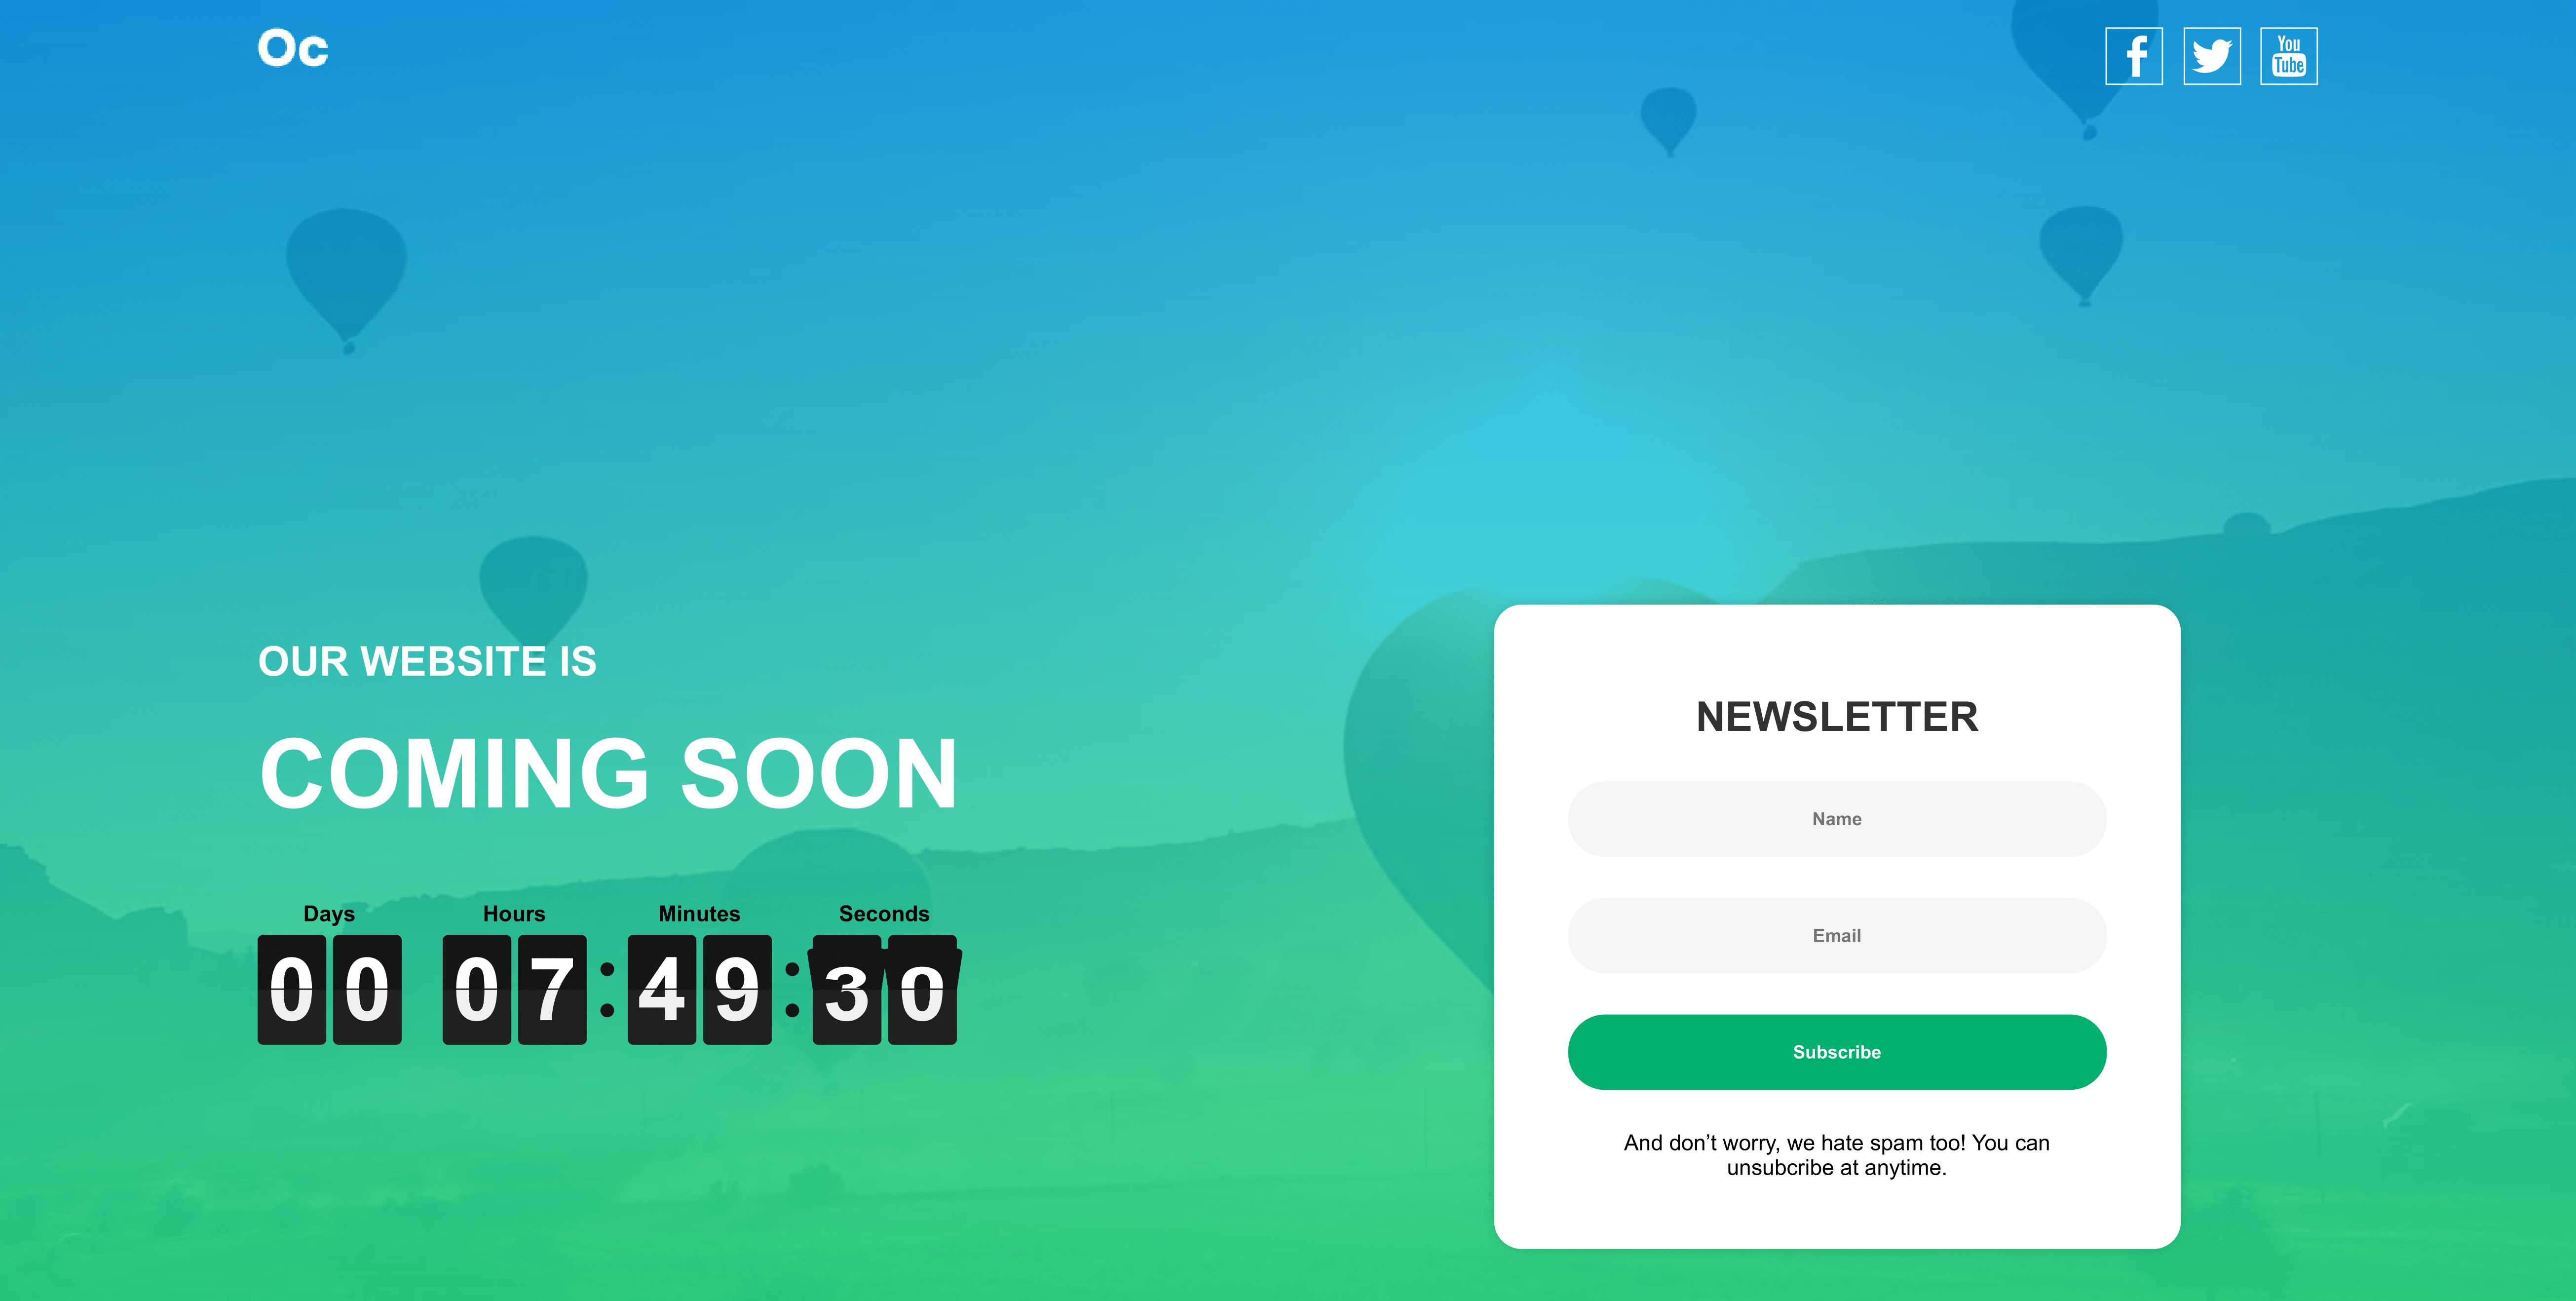 Oc
You
Tube
OUR WEBSITE IS
COMING SOON
Days Hours Minutes Seconds
00 07 : 49 : 30
NEWSLETTER
Name
Email
Subscribe
And don’t worry, we hate spam too! You can
unsubcribe at anytime.